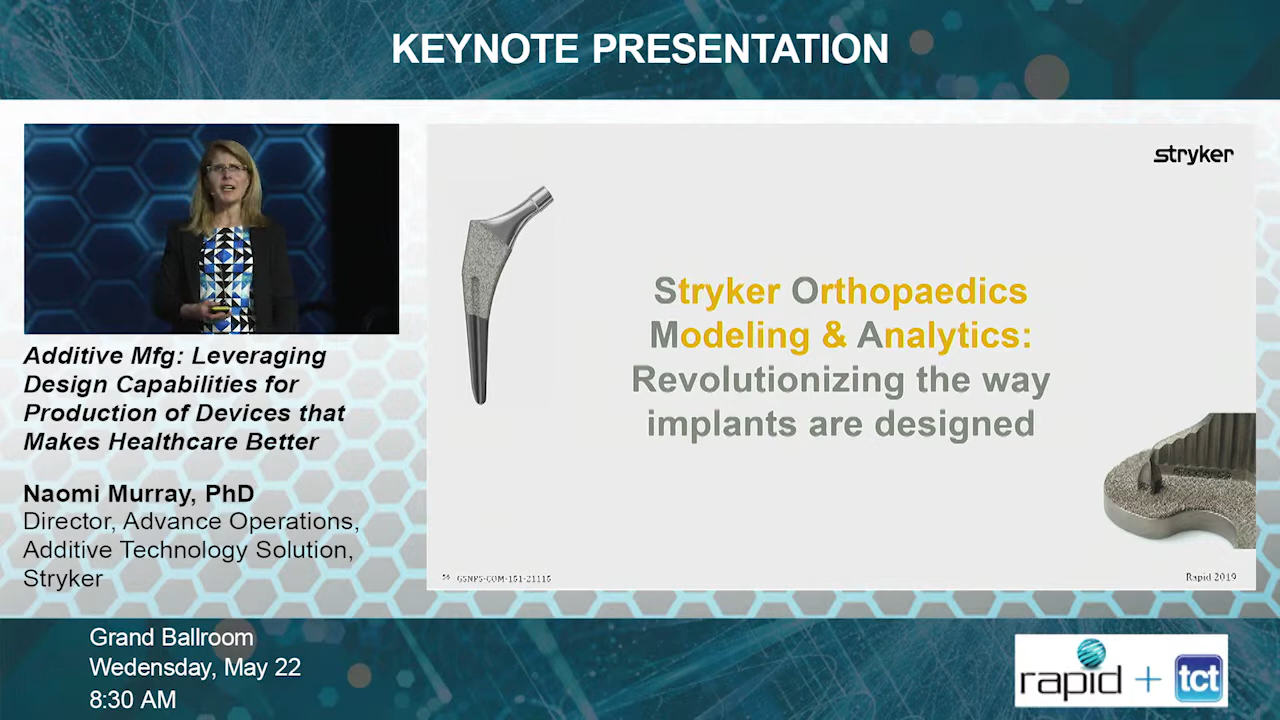 KEYNOTE PRESENTATION
Additive Mfg: Leveraging
Design Capabilities for
Production of Devices that
Makes Healthcare Better
Naomi Murray, PhD
Director, Advance Operations,
Additive Technology Solution,
Stryker
stryker
Stryker Orthopaedics
Modeling & Analytics:
Revolutionizing the way
implants are designed
GSNPS-COM-151-21115
Rapid 2019
Grand Ballroom
Wedensday, May 22
8:30 AM
rapid + tct